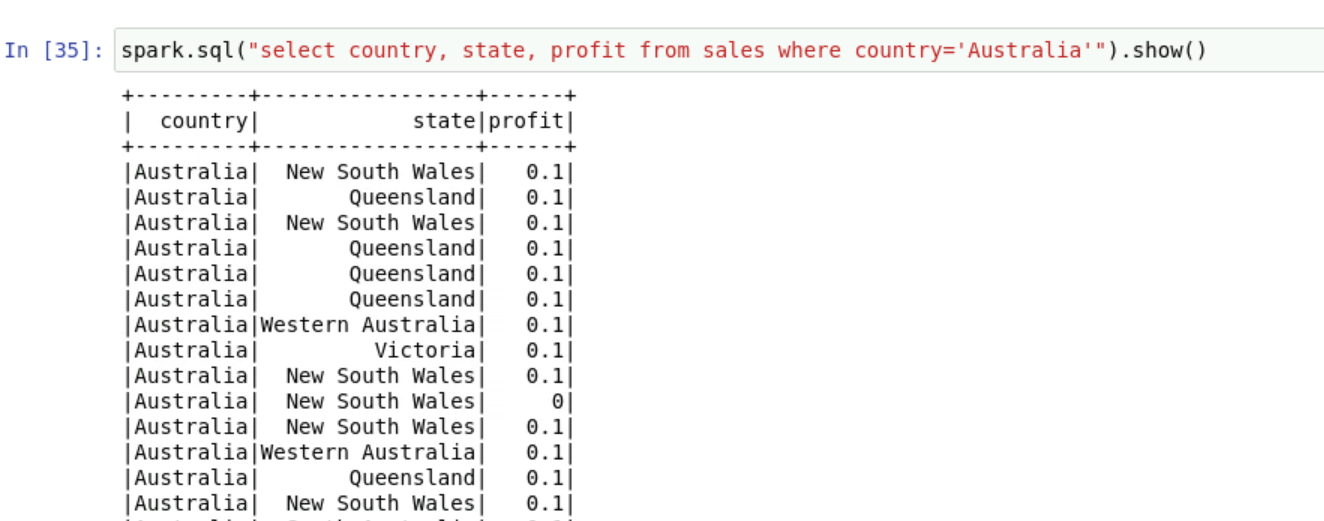 In [35]: spark.sql("select country, state, profit from sales where country='Australia'").show()
+---------+-----------------+------+
|  country|            state|profit|
+---------+-----------------+------+
|Australia|  New South Wales|   0.1|
|Australia|       Queensland|   0.1|
|Australia|  New South Wales|   0.1|
|Australia|       Queensland|   0.1|
|Australia|       Queensland|   0.1|
|Australia|       Queensland|   0.1|
|Australia|Western Australia|   0.1|
|Australia|         Victoria|   0.1|
|Australia|  New South Wales|   0.1|
|Australia|  New South Wales|     0|
|Australia|  New South Wales|   0.1|
|Australia|Western Australia|   0.1|
|Australia|       Queensland|   0.1|
|Australia|  New South Wales|   0.1|